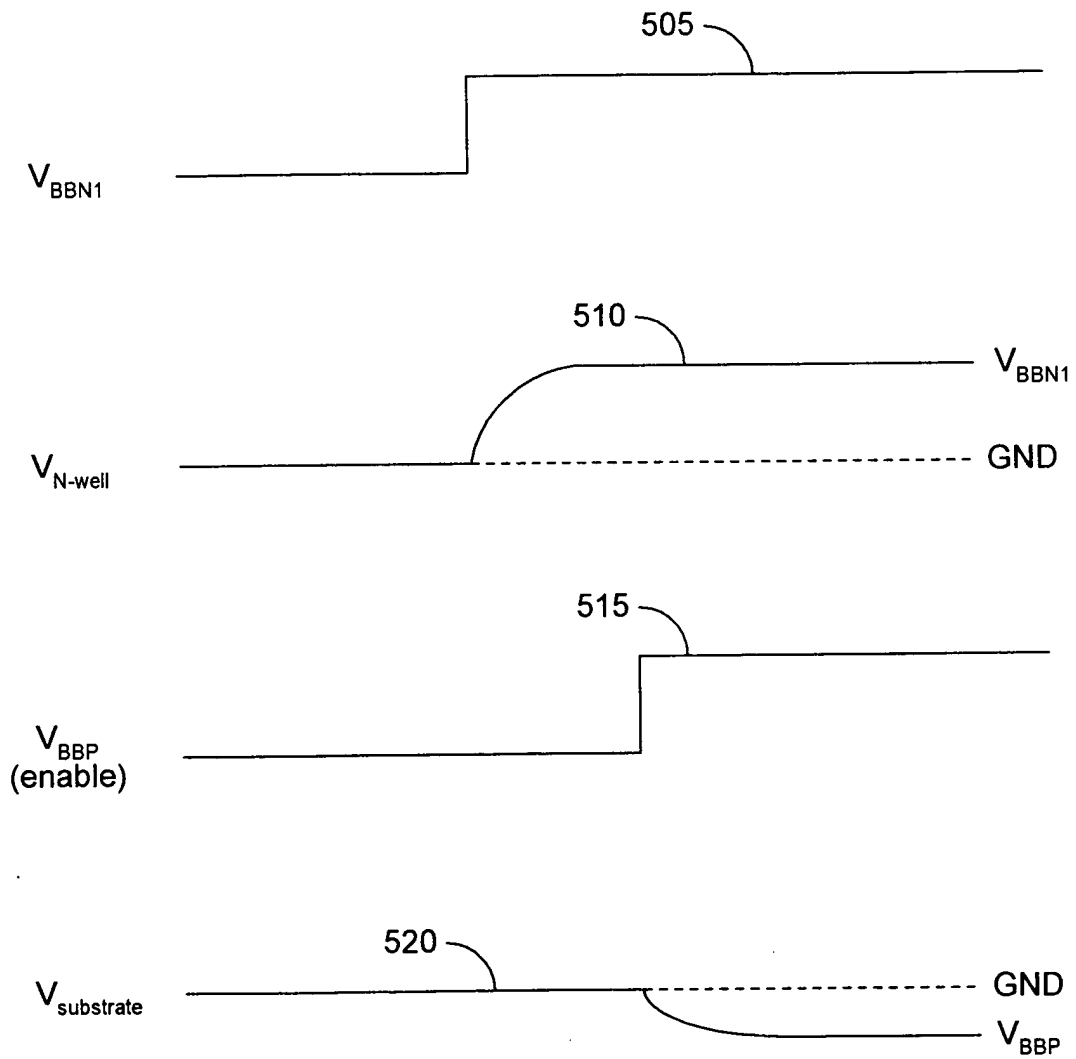 505
V_BBN1
510
V_BBN1
V_N-well
GND
515
V_BBP
(enable)
520
V_substrate
GND
V_BBP